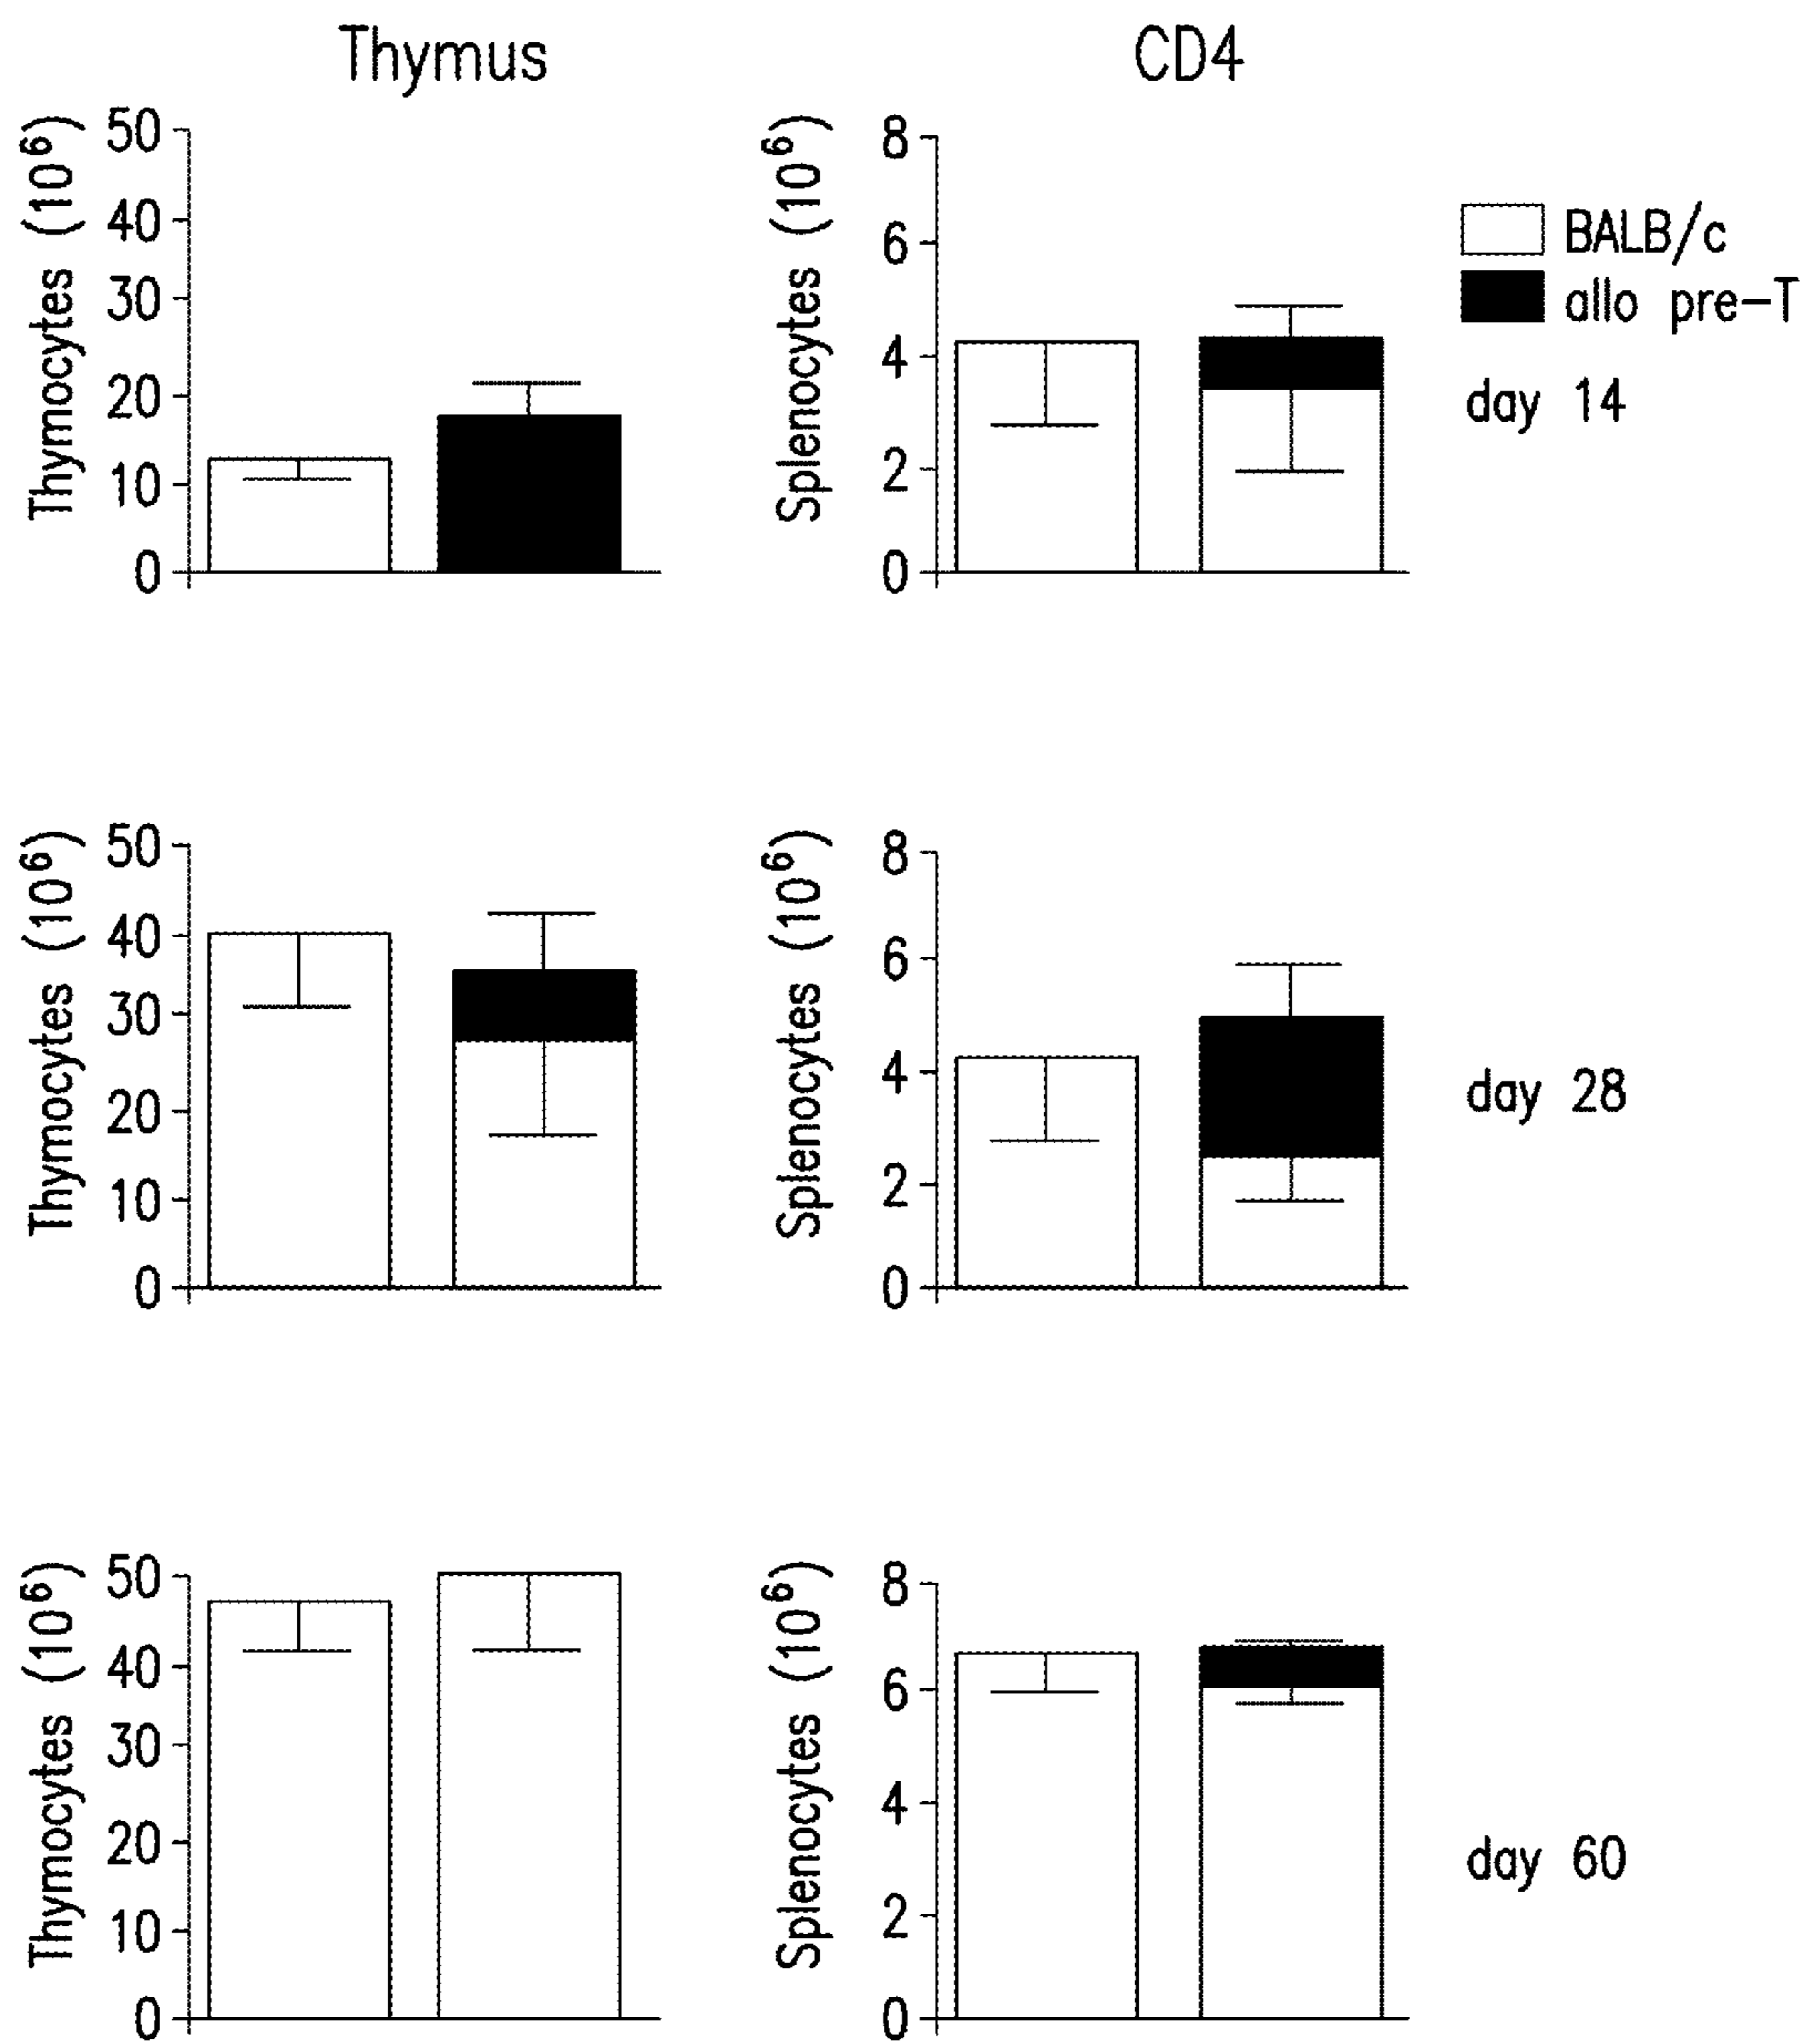 Thymus
Thymocytes (10⁶)
50
40
30
20
10
0
CD4
Splenocytes (10⁶)
8
6
4
2
0
BALB/c
allo pre-T
day 14
Thymocytes (10⁶)
50
40
30
20
10
0
Splenocytes (10⁶)
8
6
4
2
0
day 28
Thymocytes (10⁶)
50
40
30
20
10
0
Splenocytes (10⁶)
8
6
4
2
0
day 60